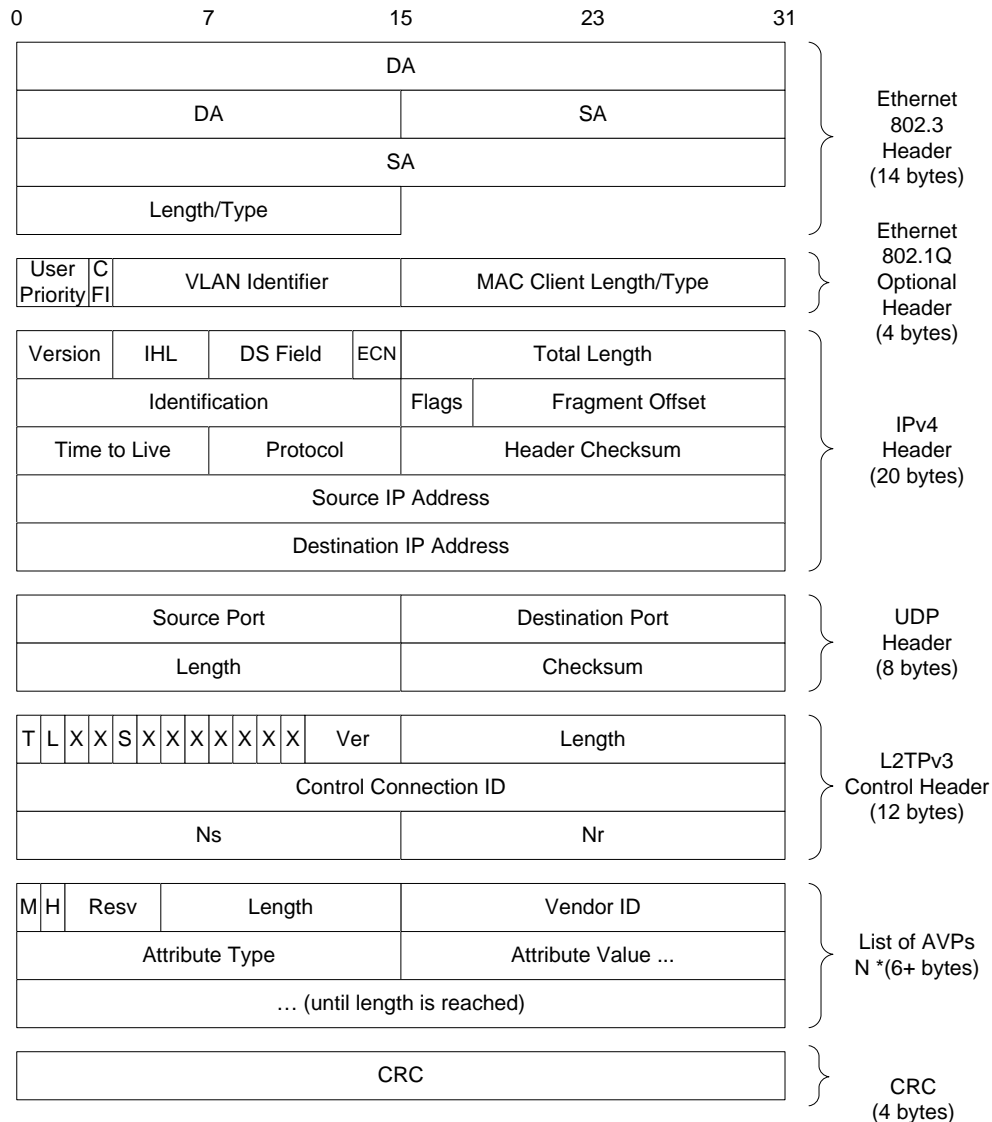 0 7 15 23 31
DA
DA SA
SA
Length/Type
Ethernet
802.3
Header
(14 bytes)
User
Priority
C
FI
VLAN Identifier MAC Client Length/Type
Ethernet
802.1Q
Optional
Header
(4 bytes)
Version IHL DS Field ECN Total Length
Identification Flags Fragment Offset
Time to Live Protocol Header Checksum
Source IP Address
Destination IP Address
IPv4
Header
(20 bytes)
Source Port Destination Port
Length Checksum
UDP
Header
(8 bytes)
T L X X S X X X X X X X Ver Length
Control Connection ID
Ns Nr
L2TPv3
Control Header
(12 bytes)
M H Resv Length Vendor ID
Attribute Type Attribute Value ...
… (until length is reached)
List of AVPs
N *(6+ bytes)
CRC
CRC
(4 bytes)